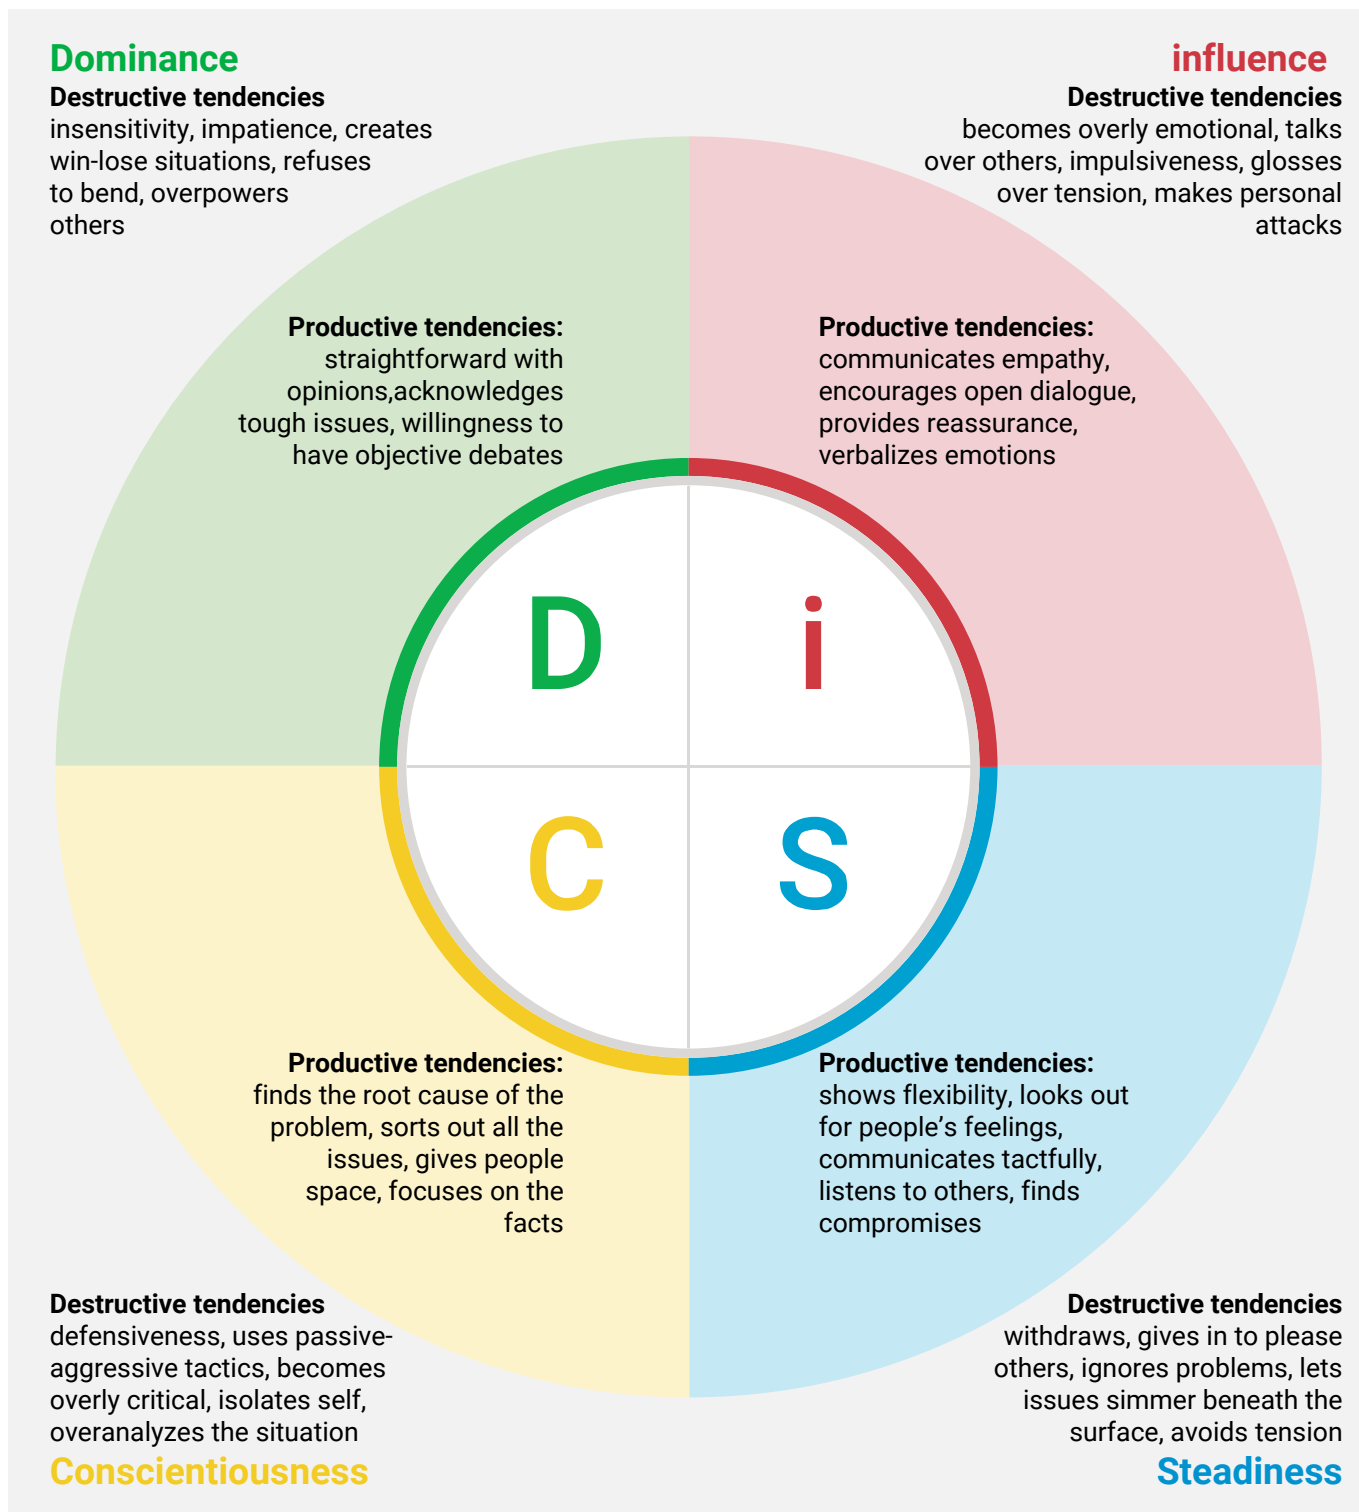 Dominance
Destructive tendencies
insensitivity, impatience, creates
win-lose situations, refuses
to bend, overpowers
others
influence
Destructive tendencies
becomes overly emotional, talks
over others, impulsiveness, glosses
over tension, makes personal
attacks
Productive tendencies:
straightforward with
opinions,acknowledges
tough issues, willingness to
have objective debates
Productive tendencies:
communicates empathy,
encourages open dialogue,
provides reassurance,
verbalizes emotions
D
i
C
S
Productive tendencies:
finds the root cause of the
problem, sorts out all the
issues, gives people
space, focuses on the
facts
Productive tendencies:
shows flexibility, looks out
for people’s feelings,
communicates tactfully,
listens to others, finds
compromises
Destructive tendencies
defensiveness, uses passive-
aggressive tactics, becomes
overly critical, isolates self,
overanalyzes the situation
Conscientiousness
Destructive tendencies
withdraws, gives in to please
others, ignores problems, lets
issues simmer beneath the
surface, avoids tension
Steadiness